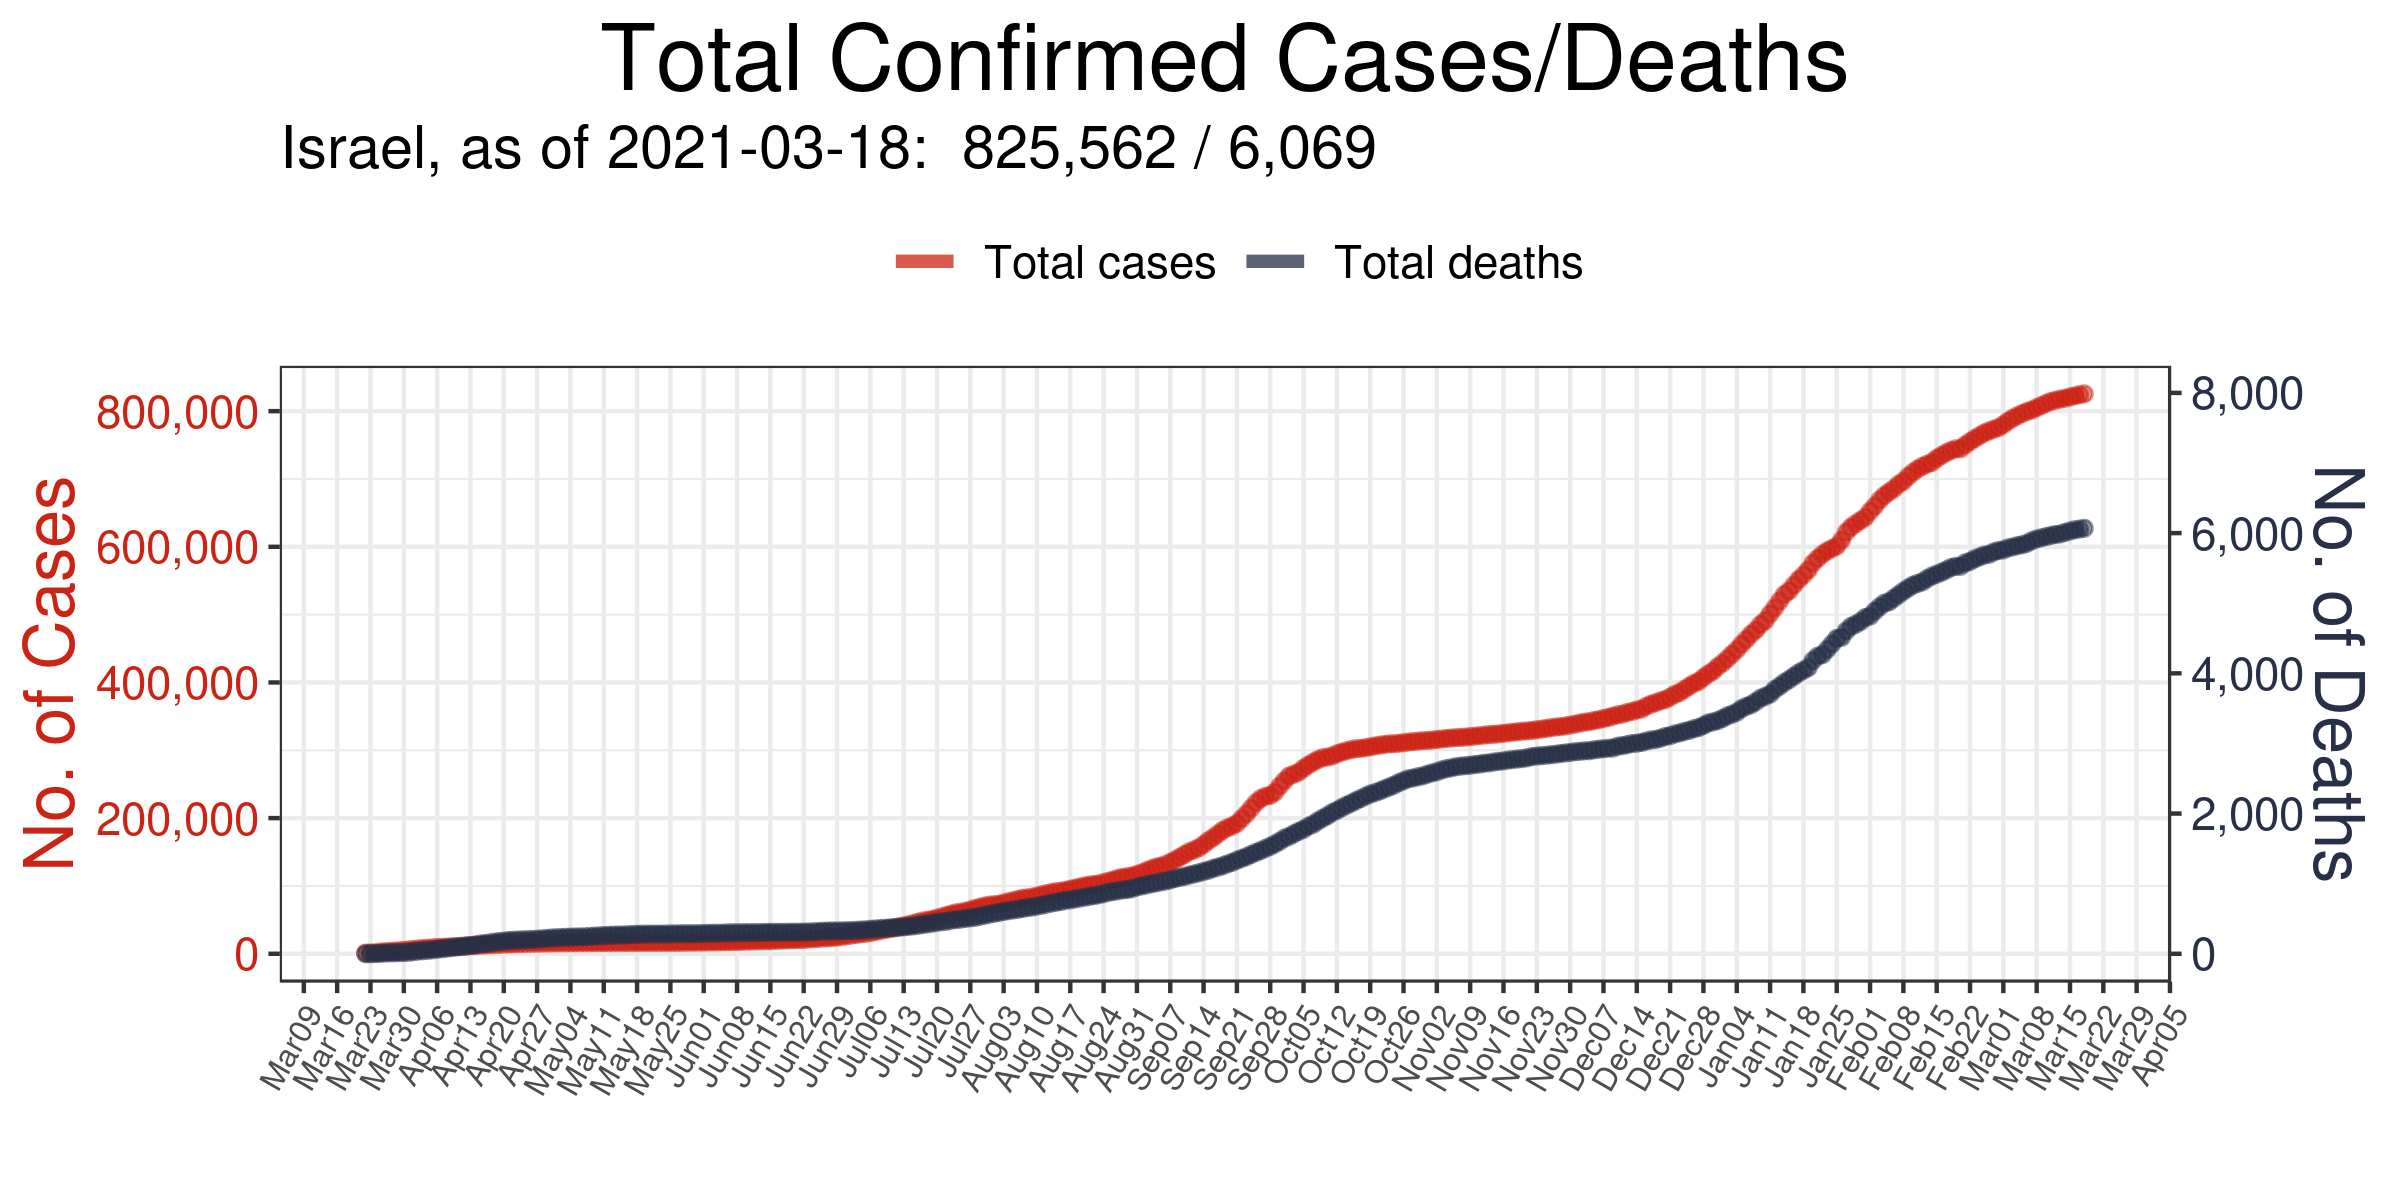 Total Confirmed Cases/Deaths
Israel, as of 2021-03-18:  825,562 / 6,069
Total cases
Total deaths
No. of Cases
800,000
600,000
400,000
200,000
0
8,000
6,000
4,000
2,000
0
No. of Deaths
Mar09
Mar16
Mar23
Mar30
Apr06
Apr13
Apr20
Apr27
May04
May11
May18
May25
Jun01
Jun08
Jun15
Jun22
Jun29
Jul06
Jul13
Jul20
Jul27
Aug03
Aug10
Aug17
Aug24
Aug31
Sep07
Sep14
Sep21
Sep28
Oct05
Oct12
Oct19
Oct26
Nov02
Nov09
Nov16
Nov23
Nov30
Dec07
Dec14
Dec21
Dec28
Jan04
Jan11
Jan18
Jan25
Feb01
Feb08
Feb15
Feb22
Mar01
Mar08
Mar15
Mar22
Mar29
Apr05